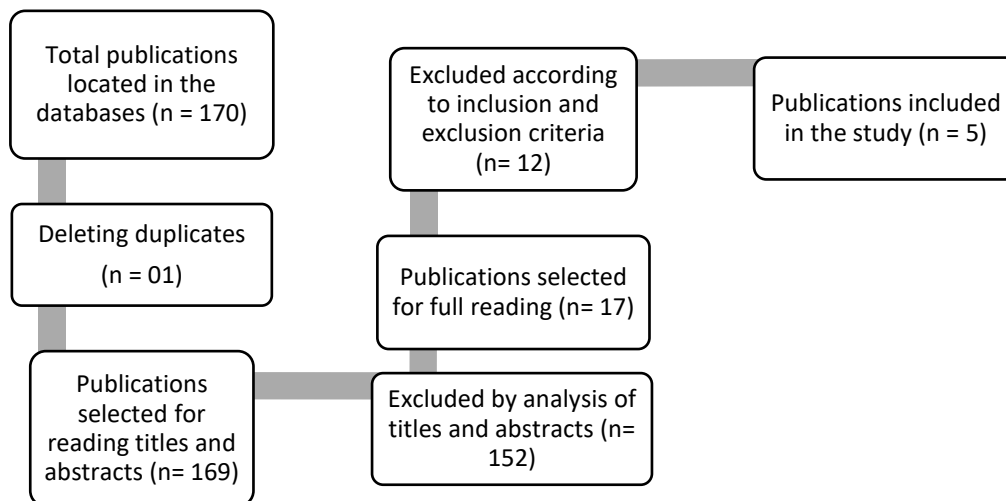 Total publications
located in the
databases (n = 170)
Deleting duplicates
(n = 01)
Publications
selected for
reading titles and
abstracts (n= 169)
Excluded by analysis of
titles and abstracts (n=
152)
Publications selected
for full reading (n= 17)
Excluded according
to inclusion and
exclusion criteria
(n= 12)
Publications included
in the study (n = 5)